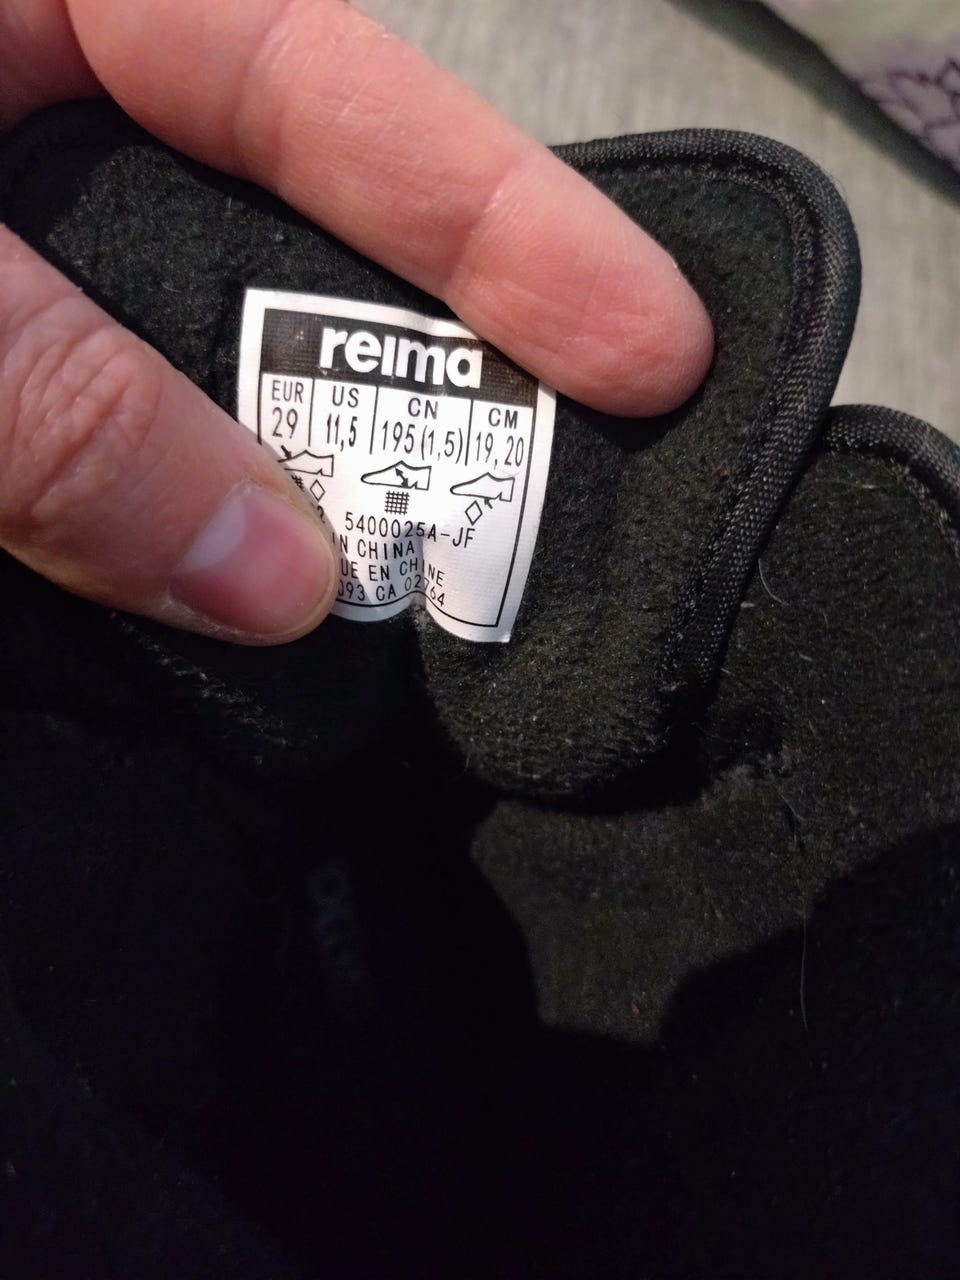 reima
EUR US CN CM
29 11,5 195(1,5) 19,20
5400025A-JF
IN CHINA
UE EN CHINE
093 CA 02764